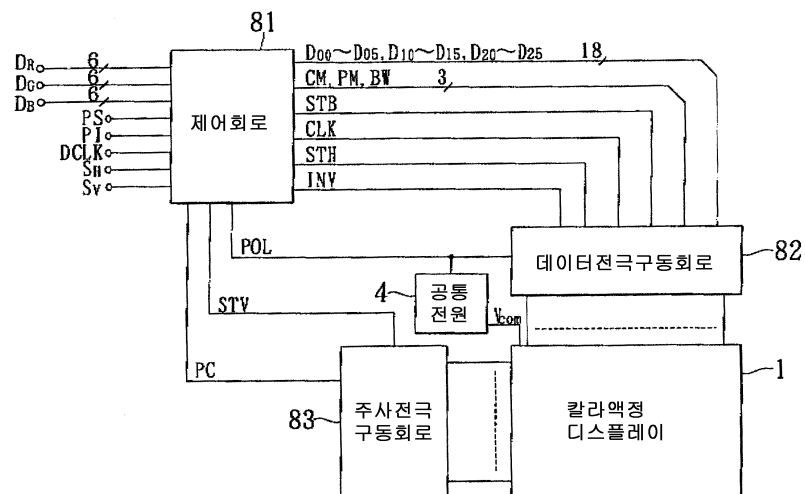 81
D00~D05, D10~D15, D20~D25 18
DR 6
CM, PM, BW 3
DG 6
DB 6
STB
PS
제어회로
CLK
PI
DCLK
STH
SH
INV
SV
POL
데이터전극구동회로
82
4
공통
전원
STV
Vcom
PC
1
83
주사전극
구동회로
칼라액정
디스플레이